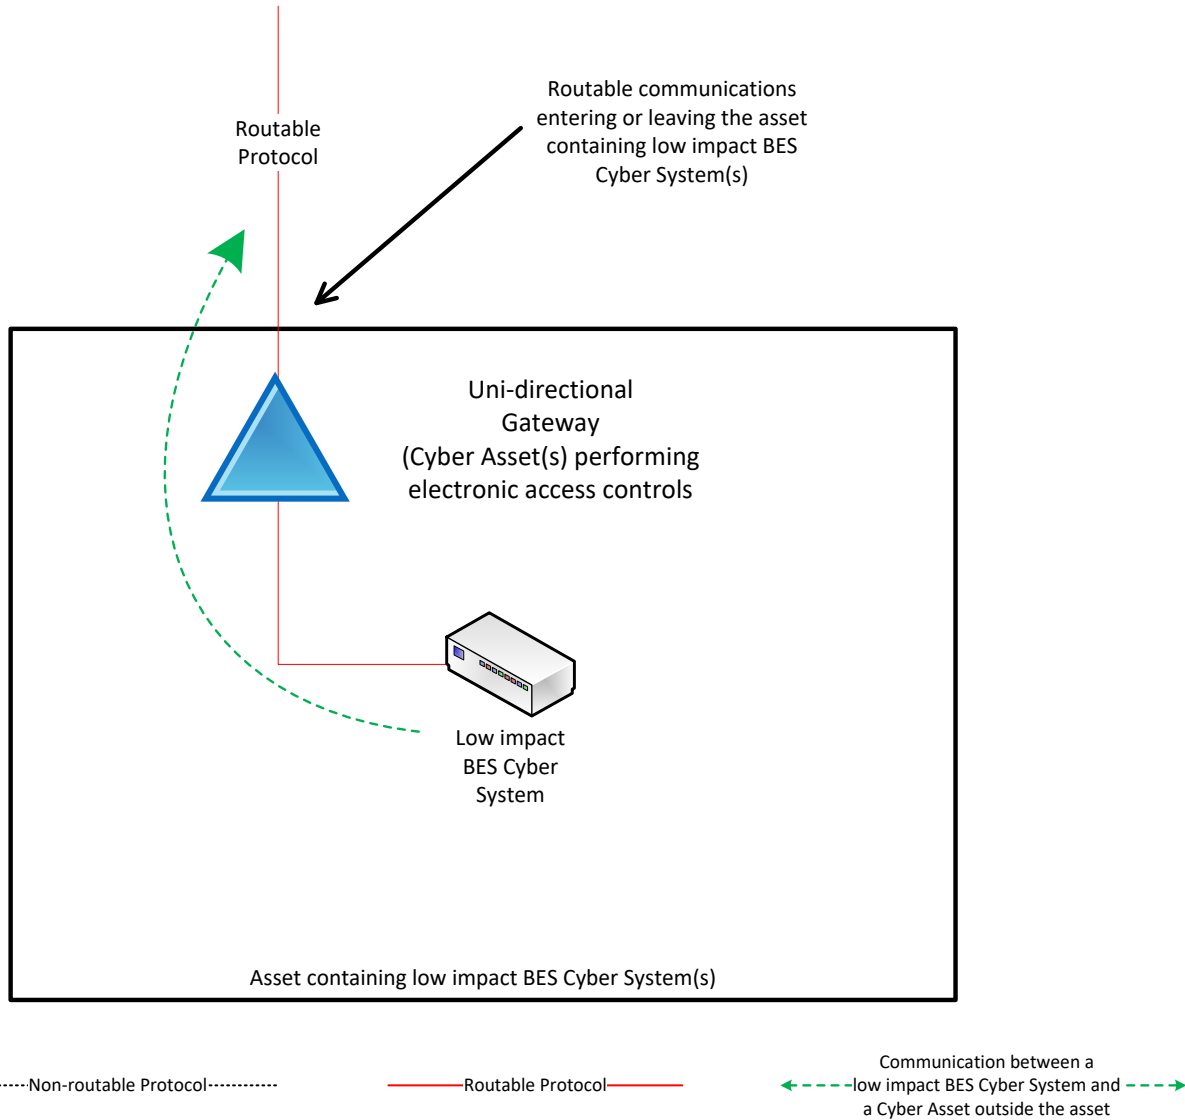 Routable communications
entering or leaving the asset
containing low impact BES
Cyber System(s)
Routable
Protocol
Uni-directional
Gateway
(Cyber Asset(s) performing
electronic access controls
Low impact
BES Cyber
System
Asset containing low impact BES Cyber System(s)
Non-routable Protocol
Routable Protocol
Communication between a
low impact BES Cyber System and
a Cyber Asset outside the asset